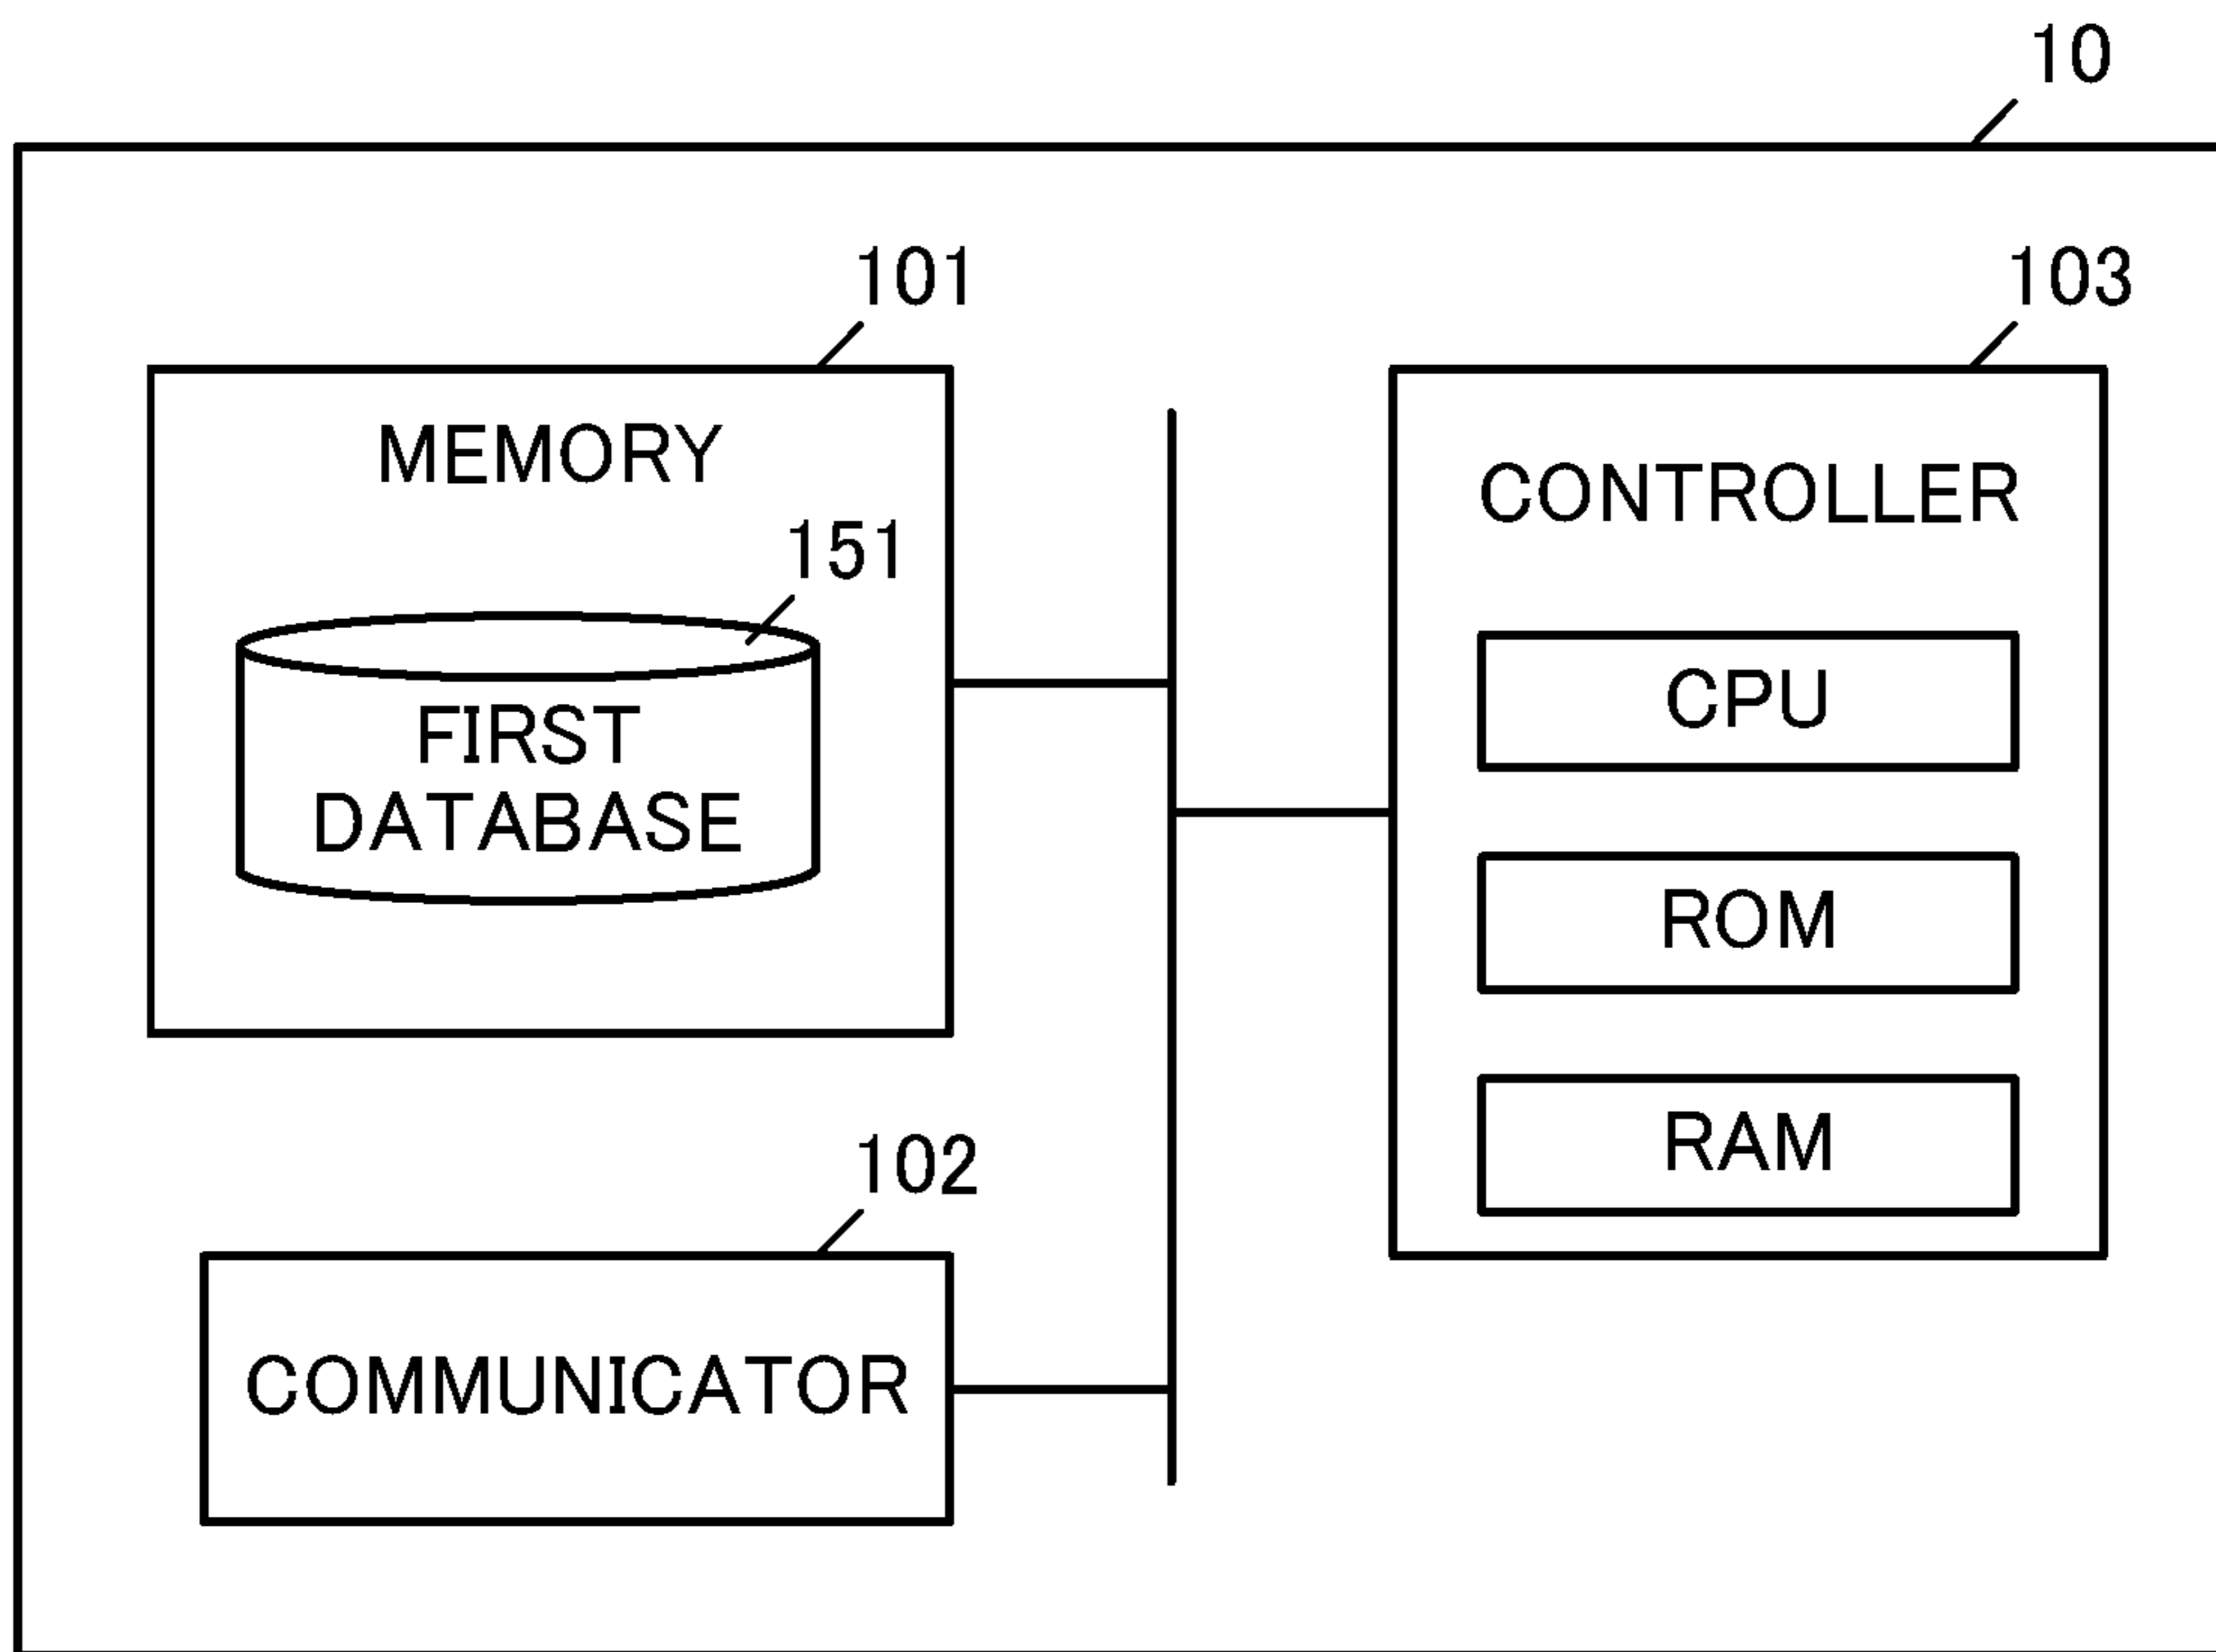 10
101
103
MEMORY
CONTROLLER
151
FIRST
DATABASE
CPU
ROM
RAM
102
COMMUNICATOR